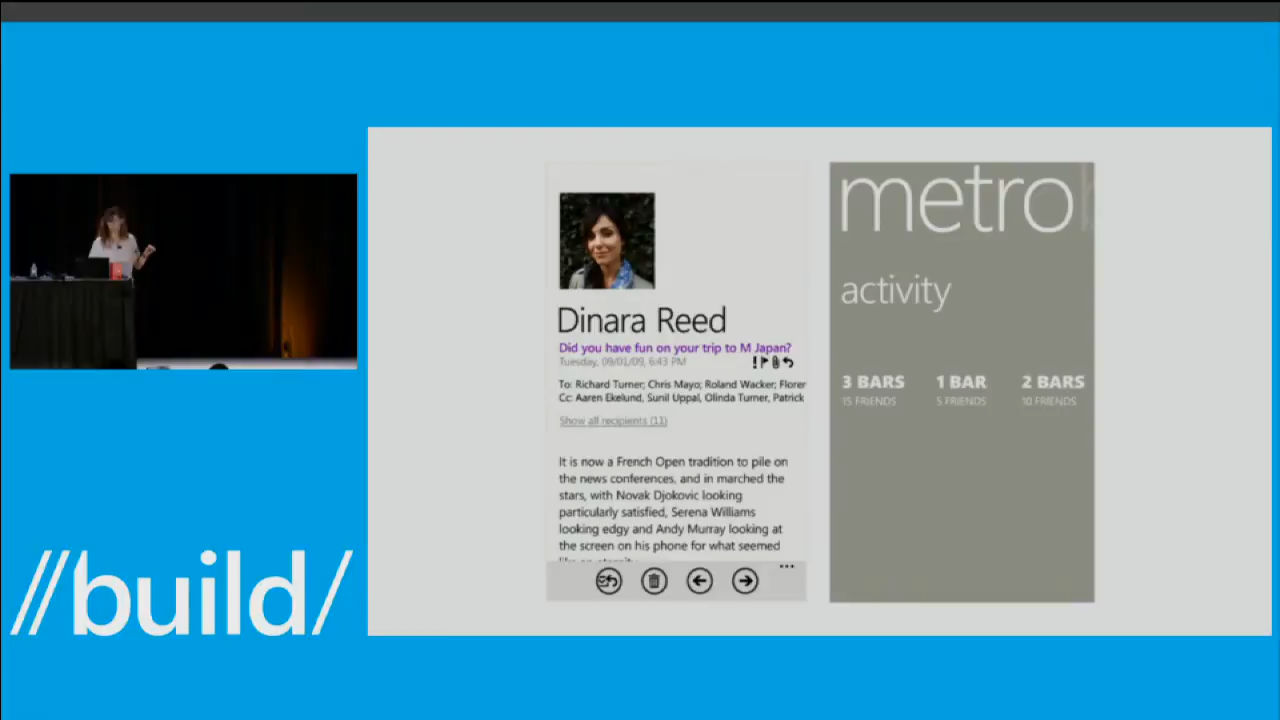 Dinara Reed
Did you have fun on your trip to M Japan?
Tuesday, 09/01/09, 6:43 PM
To: Richard Turner; Chris Mayo; Roland Wacker; Florer
Cc: Aaren Ekelund, Sunil Uppal, Olinda Turner, Patrick
Show all recipients (11)
It is now a French Open tradition to pile on
the news conferences, and in marched the
stars, with Novak Djokovic looking
particularly satisfied, Serena Williams
looking edgy and Andy Murray looking at
the screen on his phone for what seemed
like an eternity
metro
activity
3 BARS 1 BAR 2 BARS
15 FRIENDS 5 FRIENDS 10 FRIENDS
//build/